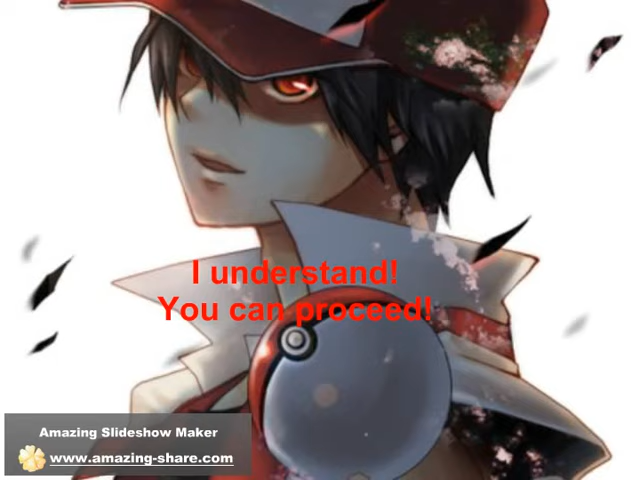 I understand!
You can proceed!
Amazing Slideshow Maker
www.amazing-share.com